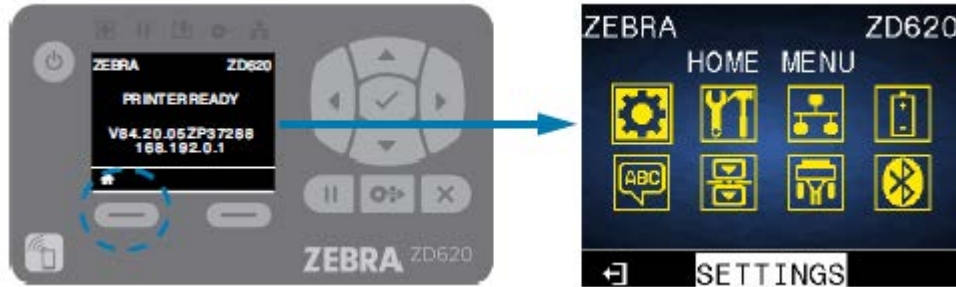 ZEBRA ZD620
PRINTER READY
V84.20.05ZP37288
168.192.0.1
ZEBRA ZD620
ZEBRA ZD620
HOME MENU
ABC
SETTINGS